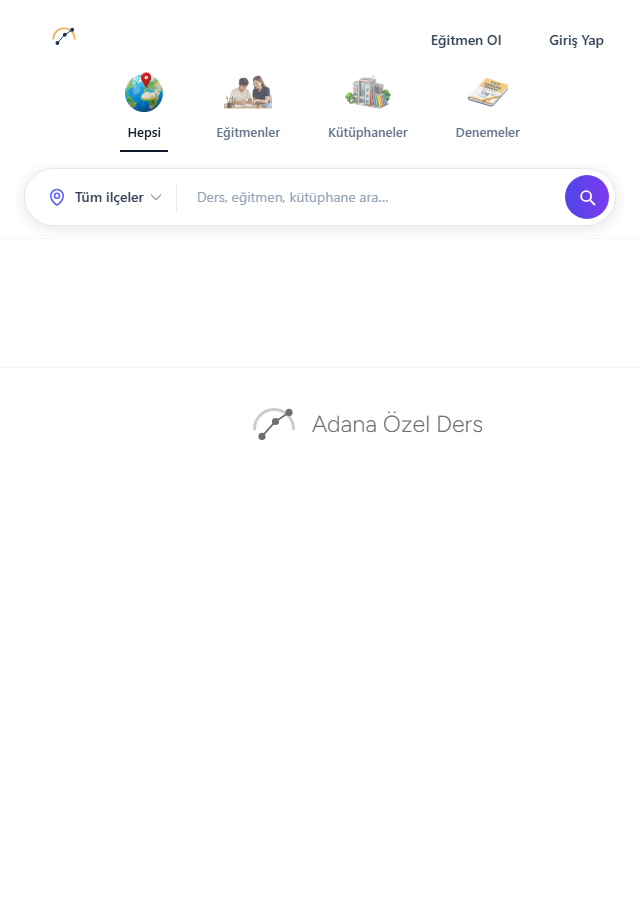 Eğitmen Ol
Giriş Yap
Hepsi
Eğitmenler
Kütüphaneler
Denemeler
Tüm ilçeler
Ders, eğitmen, kütüphane ara...
Adana Özel Ders